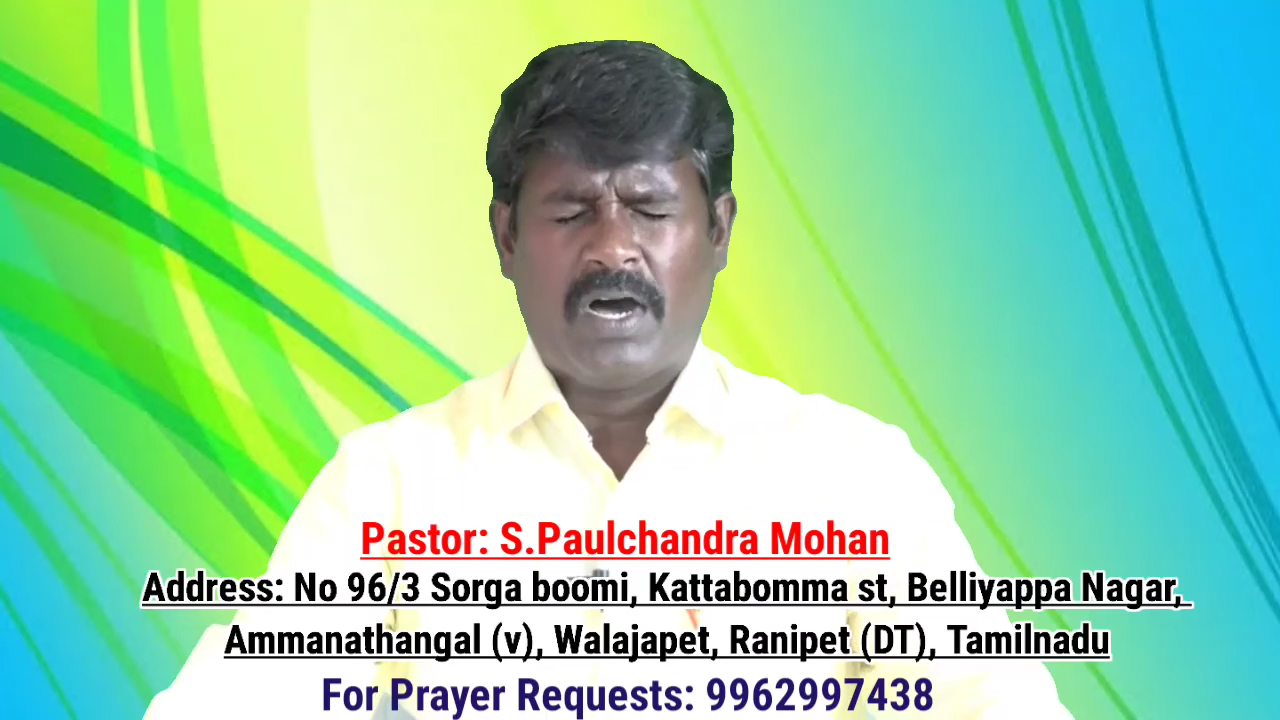 Pastor: S.Paulchandra Mohan
Address: No 96/3 Sorga boomi, Kattabomma st, Belliyappa Nagar,
Ammanathangal (v), Walajapet, Ranipet (DT), Tamilnadu
For Prayer Requests: 9962997438